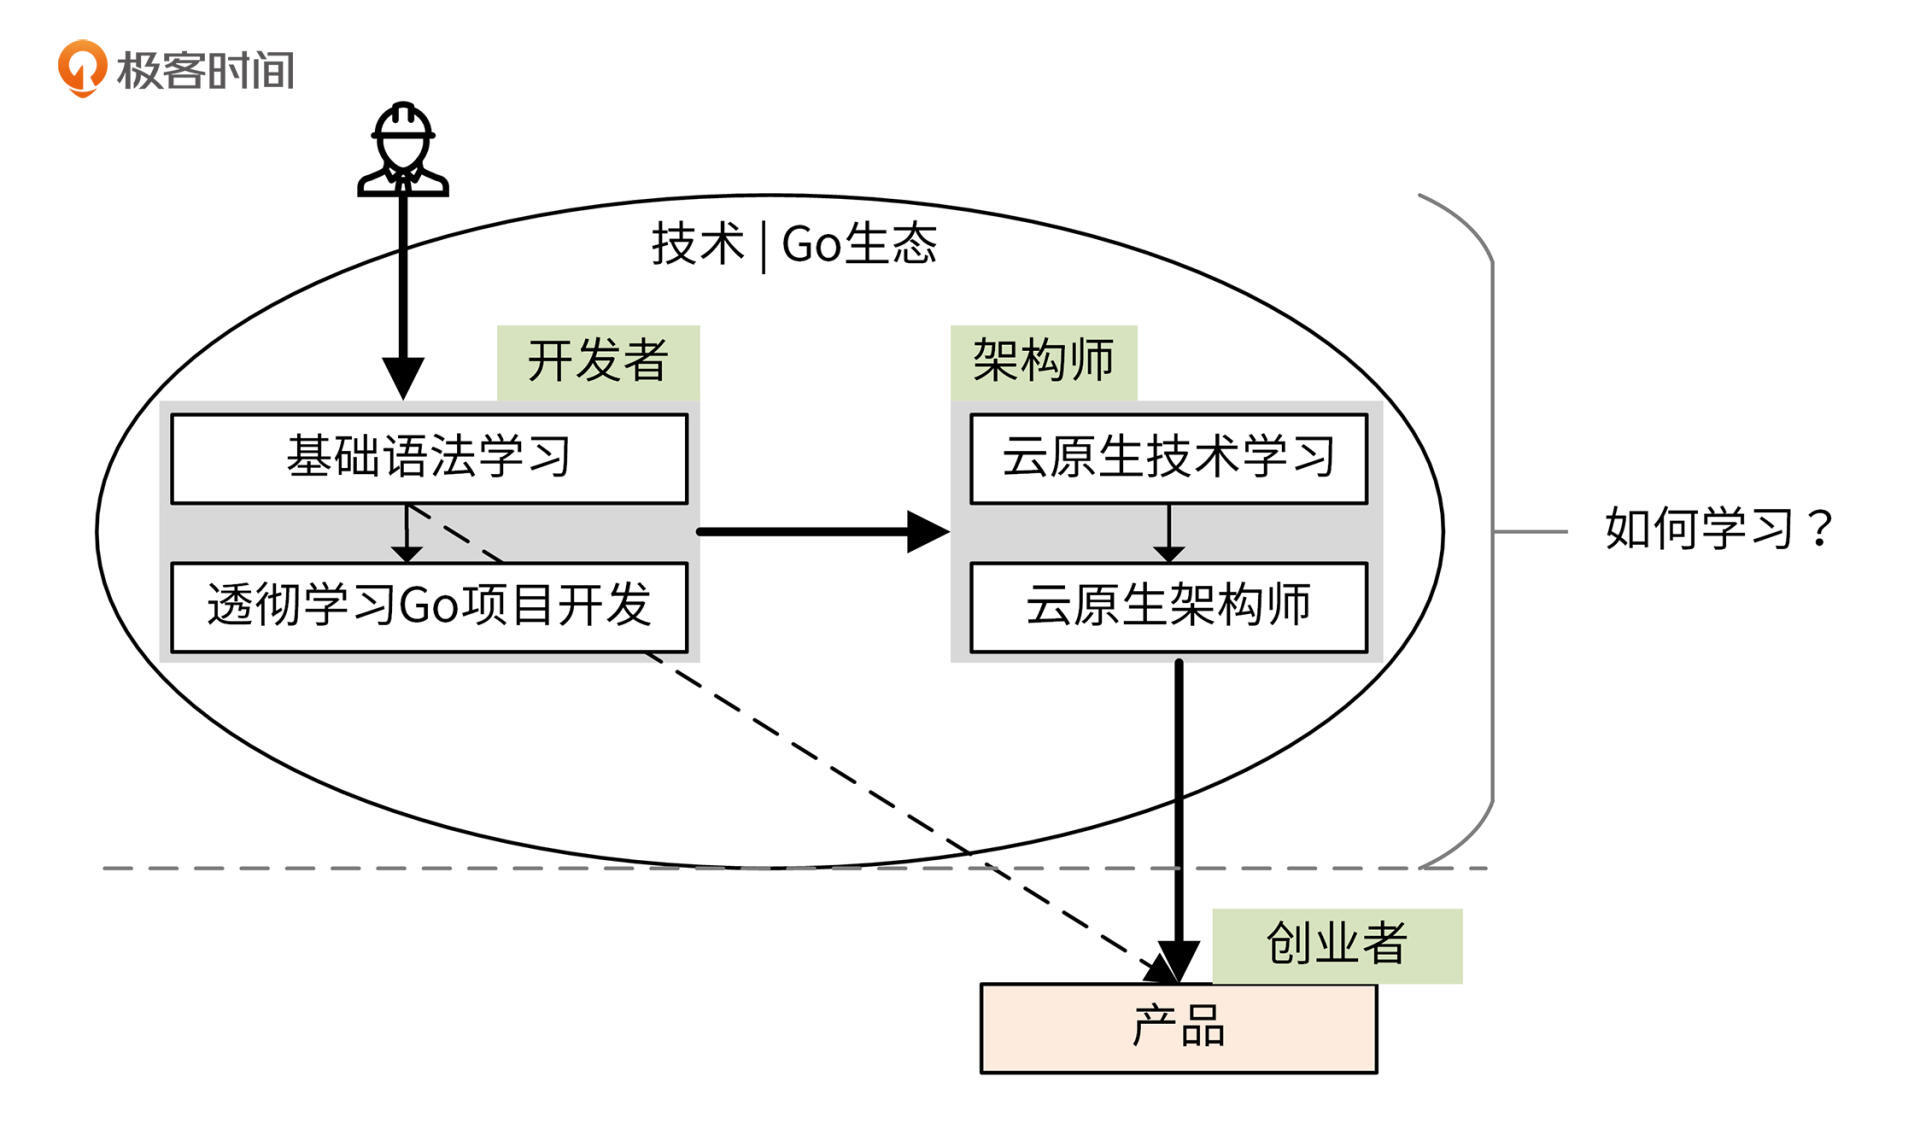 极客时间
技术 | Go生态
开发者
架构师
基础语法学习
云原生技术学习
如何学习？
透彻学习Go项目开发
云原生架构师
创业者
产品